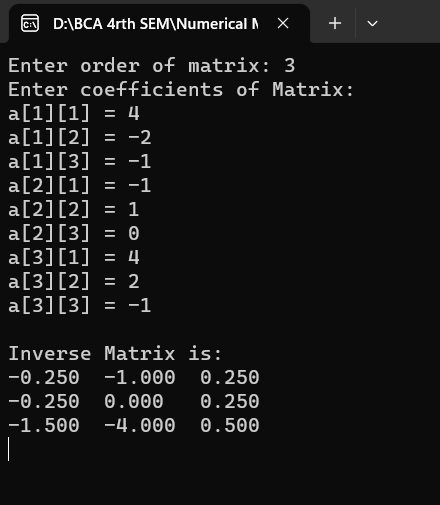 D:\BCA 4rth SEM\Numerical M
Enter order of matrix: 3
Enter coefficients of Matrix:
a[1][1] = 4
a[1][2] = -2
a[1][3] = -1
a[2][1] = -1
a[2][2] = 1
a[2][3] = 0
a[3][1] = 4
a[3][2] = 2
a[3][3] = -1
Inverse Matrix is:
-0.250  -1.000  0.250
-0.250  0.000   0.250
-1.500  -4.000  0.500